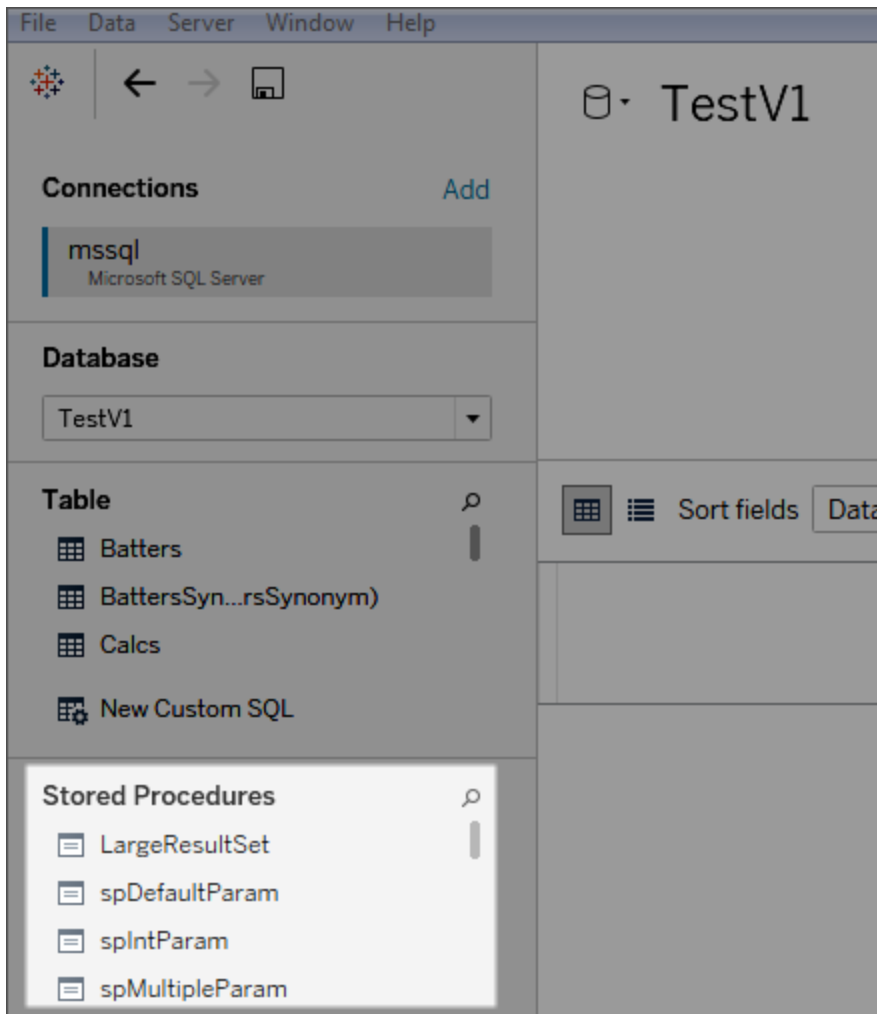 File Data Server Window Help
TestV1
Connections Add
mssql
Microsoft SQL Server
Database
TestV1
Table
Batters
BattersSyn...rsSynonym)
Calcs
New Custom SQL
Sort fields Data
Stored Procedures
LargeResultSet
spDefaultParam
spIntParam
spMultipleParam